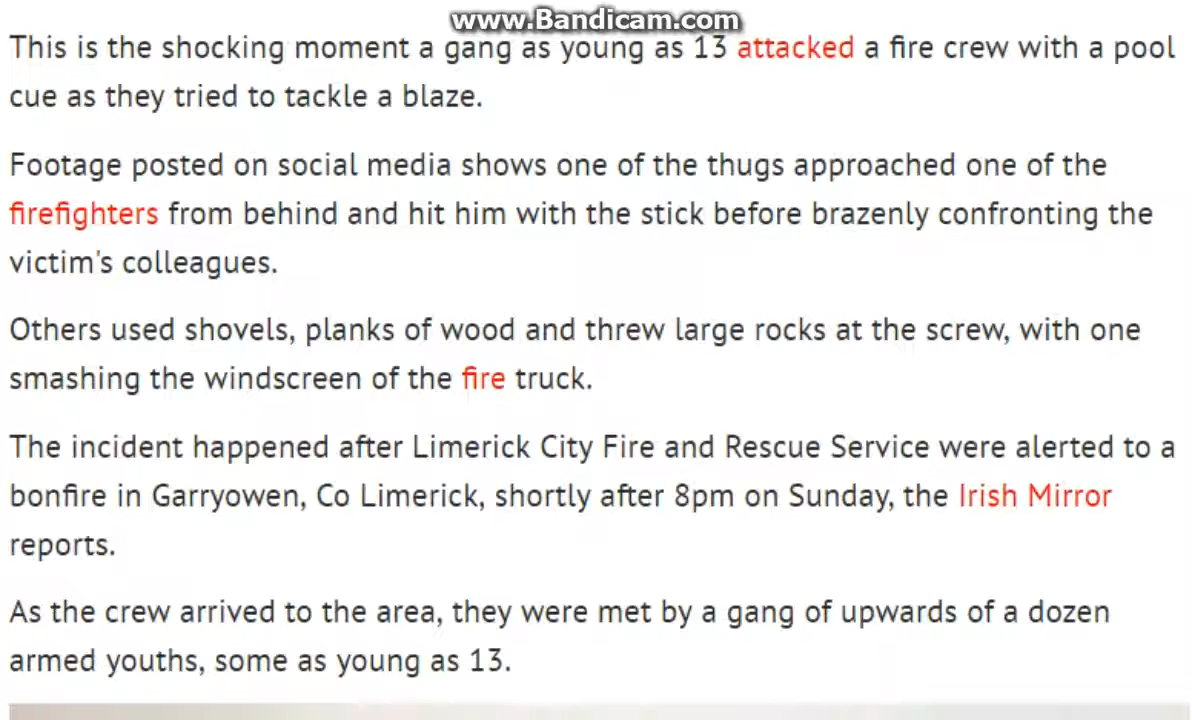 www.Bandicam.com
This is the shocking moment a gang as young as 13 attacked a fire crew with a pool
cue as they tried to tackle a blaze.
Footage posted on social media shows one of the thugs approached one of the
firefighters from behind and hit him with the stick before brazenly confronting the
victim's colleagues.
Others used shovels, planks of wood and threw large rocks at the screw, with one
smashing the windscreen of the fire truck.
The incident happened after Limerick City Fire and Rescue Service were alerted to a
bonfire in Garryowen, Co Limerick, shortly after 8pm on Sunday, the Irish Mirror
reports.
As the crew arrived to the area, they were met by a gang of upwards of a dozen
armed youths, some as young as 13.